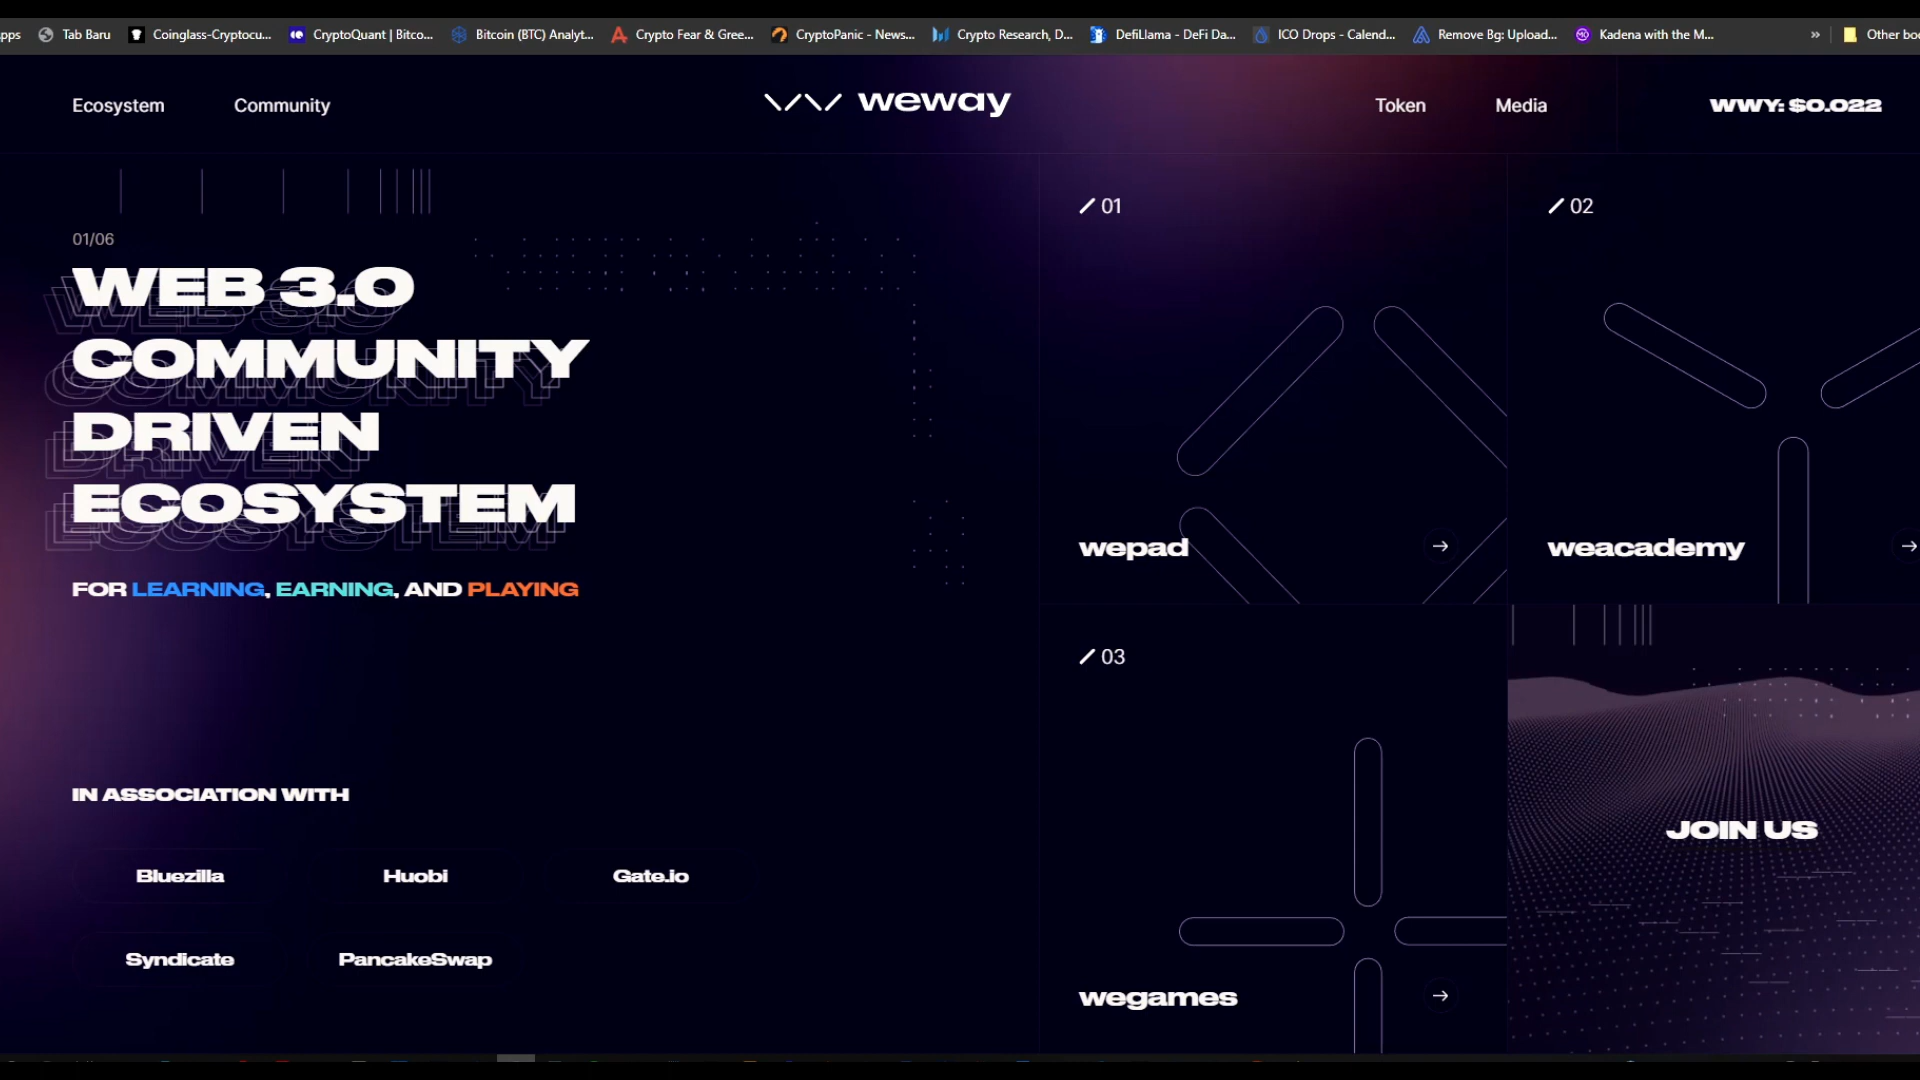 pps
Tab Baru
Coinglass-Cryptocu...
CryptoQuant | Bitco...
Bitcoin (BTC) Analyt...
Crypto Fear & Gree...
CryptoPanic - News...
Crypto Research, D...
DefiLlama - DeFi Da...
ICO Drops - Calend...
Remove Bg: Upload...
Kadena with the M...
»
Other boo
Ecosystem
Community
weway
Token
Media
WWY: $0.022
01/06
WEB 3.0
COMMUNITY
DRIVEN
ECOSYSTEM
FOR LEARNING, EARNING, AND PLAYING
IN ASSOCIATION WITH
Bluezilla
Huobi
Gate.io
Syndicate
PancakeSwap
01
wepad
02
weacademy
03
wegames
JOIN US